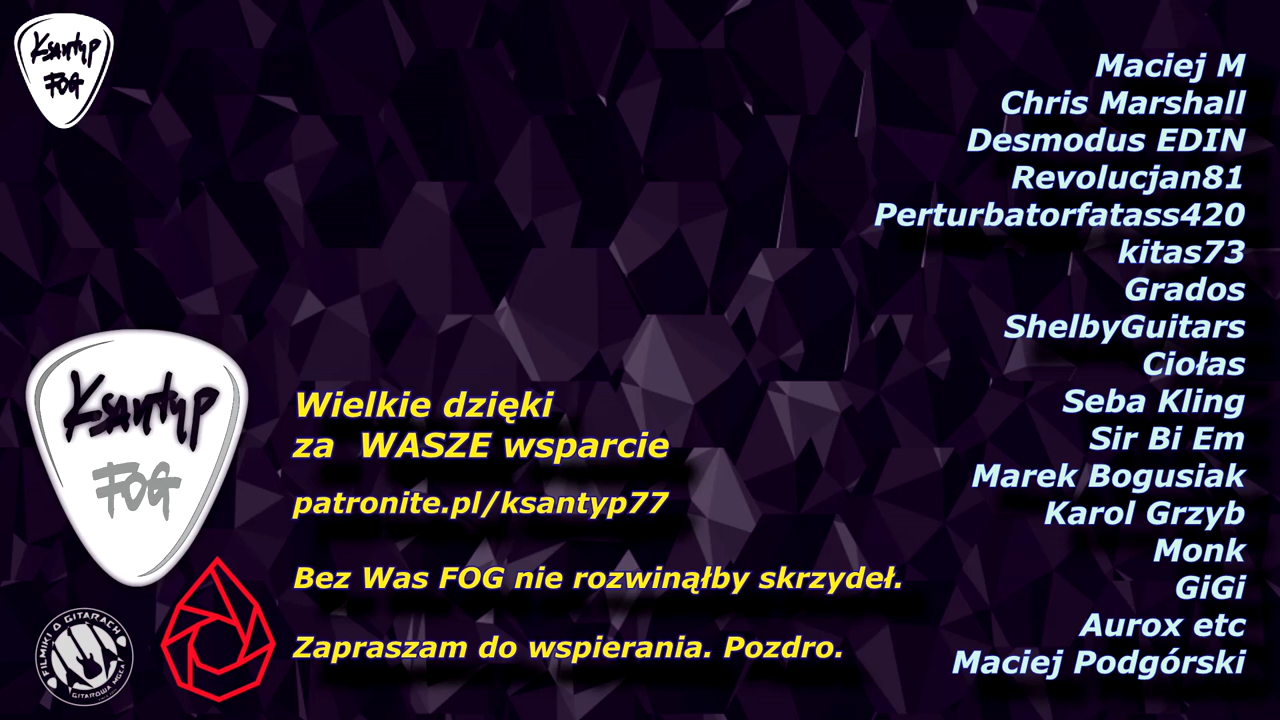 Ksantyp
FOG
Maciej M
Chris Marshall
Desmodus EDIN
Revolucjan81
Perturbatorfatass420
kitas73
Grados
ShelbyGuitars
Ciołas
Seba Kling
Sir Bi Em
Marek Bogusiak
Karol Grzyb
Monk
GiGi
Aurox etc
Maciej Podgórski
Ksantyp
FOG
Wielkie dzięki
za WASZE wsparcie
patronite.pl/ksantyp77
Bez Was FOG nie rozwinąłby skrzydeł.
Zapraszam do wspierania. Pozdro.
FILMIKI O GITARACH
GITAROWA MGŁA